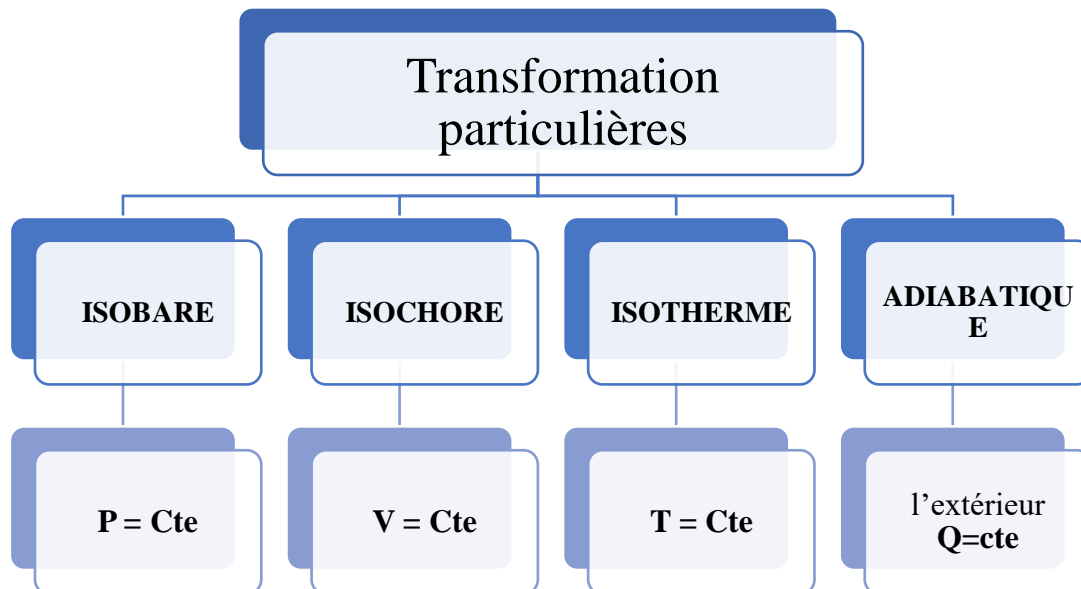 Transformation
particulières
ISOBARE
ISOCHORE
ISOTHERME
ADIABATIQU
E
P = Cte
V = Cte
T = Cte
l’extérieur
Q=cte